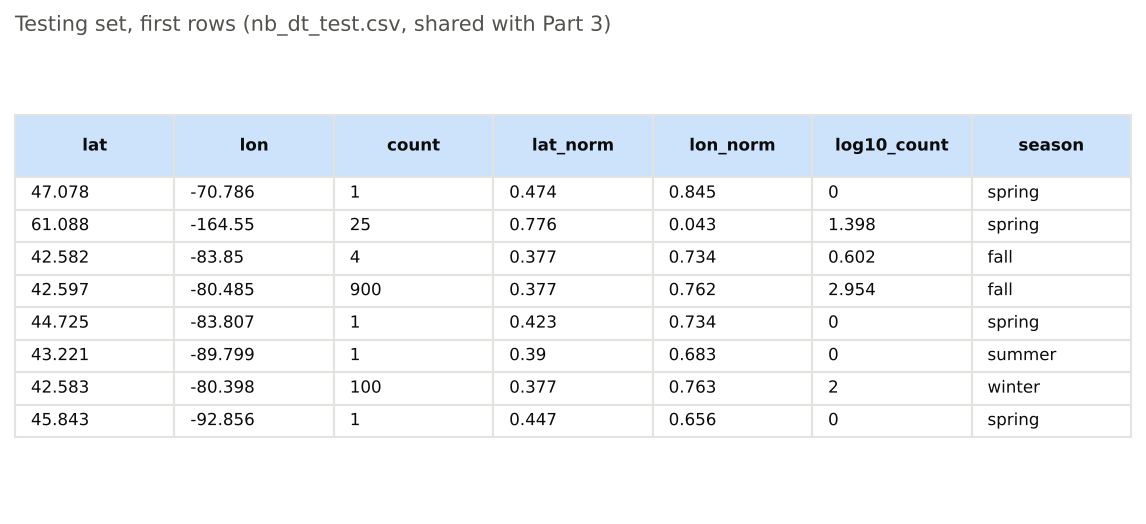 Testing set, first rows (nb_dt_test.csv, shared with Part 3)
lat lon count lat_norm lon_norm log10_count season
47.078 -70.786 1 0.474 0.845 0 spring
61.088 -164.55 25 0.776 0.043 1.398 spring
42.582 -83.85 4 0.377 0.734 0.602 fall
42.597 -80.485 900 0.377 0.762 2.954 fall
44.725 -83.807 1 0.423 0.734 0 spring
43.221 -89.799 1 0.39 0.683 0 summer
42.583 -80.398 100 0.377 0.763 2 winter
45.843 -92.856 1 0.447 0.656 0 spring